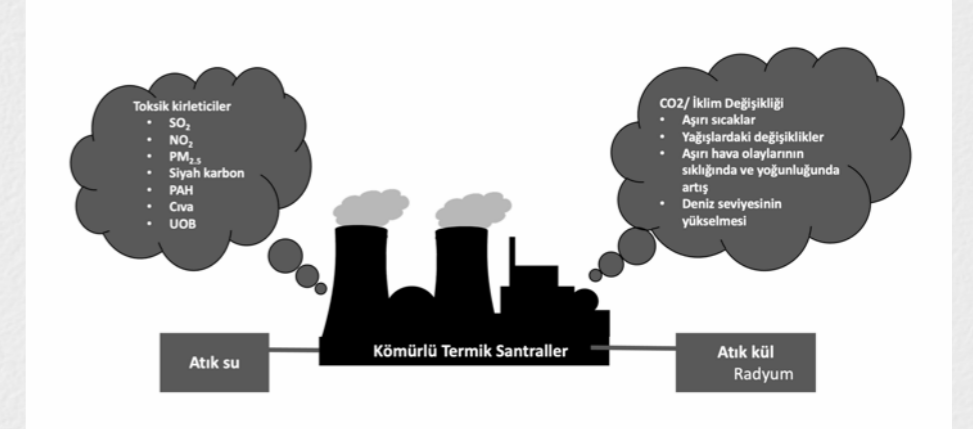 Toksik kirleticiler
• SO₂
• NO₂
• PM₂.₅
• Siyah karbon
• PAH
• Cıva
• UOB
CO2/ İklim Değişikliği
• Aşırı sıcaklar
• Yağışlardaki değişiklikler
• Aşırı hava olaylarının
sıklığında ve yoğunluğunda
artış
• Deniz seviyesinin
yükselmesi
Atık su
Kömürlü Termik Santraller
Atık kül
Radyum